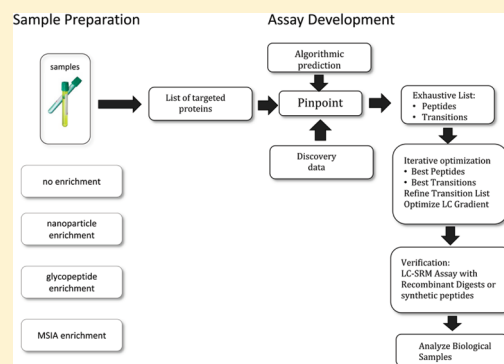 Sample Preparation
Assay Development
samples
List of targeted
proteins
Algorithmic
prediction
Pinpoint
Discovery
data
Exhaustive List:
• Peptides
• Transitions
no enrichment
nanoparticle
enrichment
glycopeptide
enrichment
MSIA enrichment
Iterative optimization
• Best Peptides
• Best Transitions
Refine Transition List
Optimize LC Gradient
Verification:
LC-SRM Assay with
Recombinant Digests or
synthetic peptides
Analyze Biological
Samples